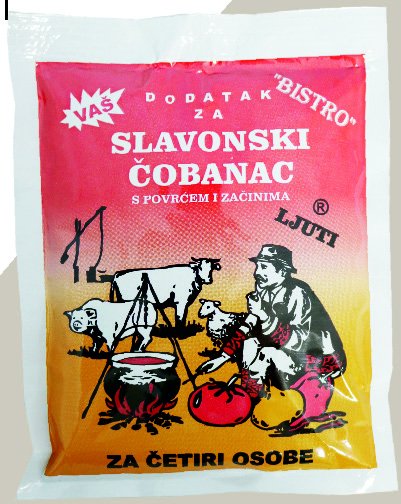 VAŠ
DODATAK
ZA
"BISTRO"
SLAVONSKI
ČOBANAC
S POVRĆEM I ZAČINIMA
®
LJUTI
ZA ČETIRI OSOBE